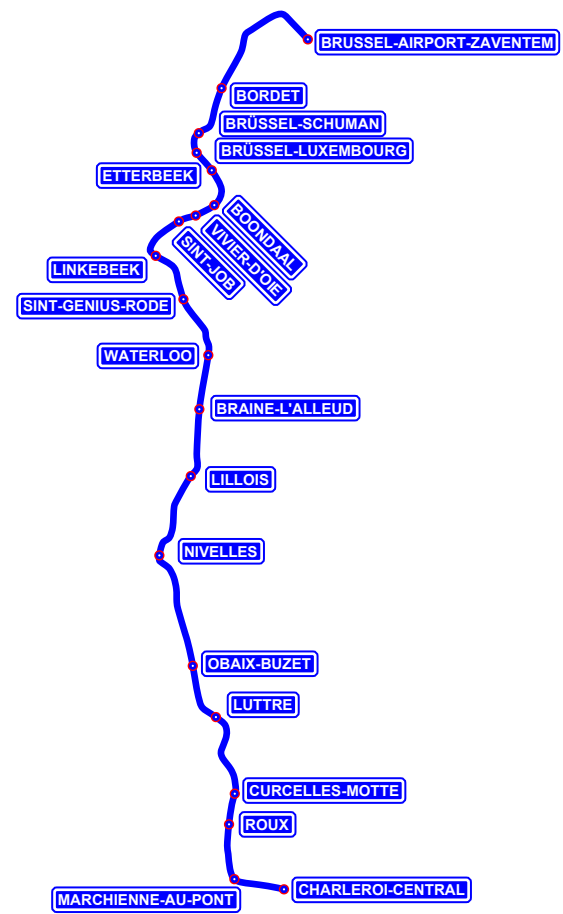 BRUSSEL-AIRPORT-ZAVENTEM
BORDET
BRÜSSEL-SCHUMAN
BRÜSSEL-LUXEMBOURG
ETTERBEEK
BOONDAAL
VIVIER-D'OIE
SINT-JOB
LINKEBEEK
SINT-GENIUS-RODE
WATERLOO
BRAINE-L'ALLEUD
LILLOIS
NIVELLES
OBAIX-BUZET
LUTTRE
CURCELLES-MOTTE
ROUX
MARCHIENNE-AU-PONT
CHARLEROI-CENTRAL